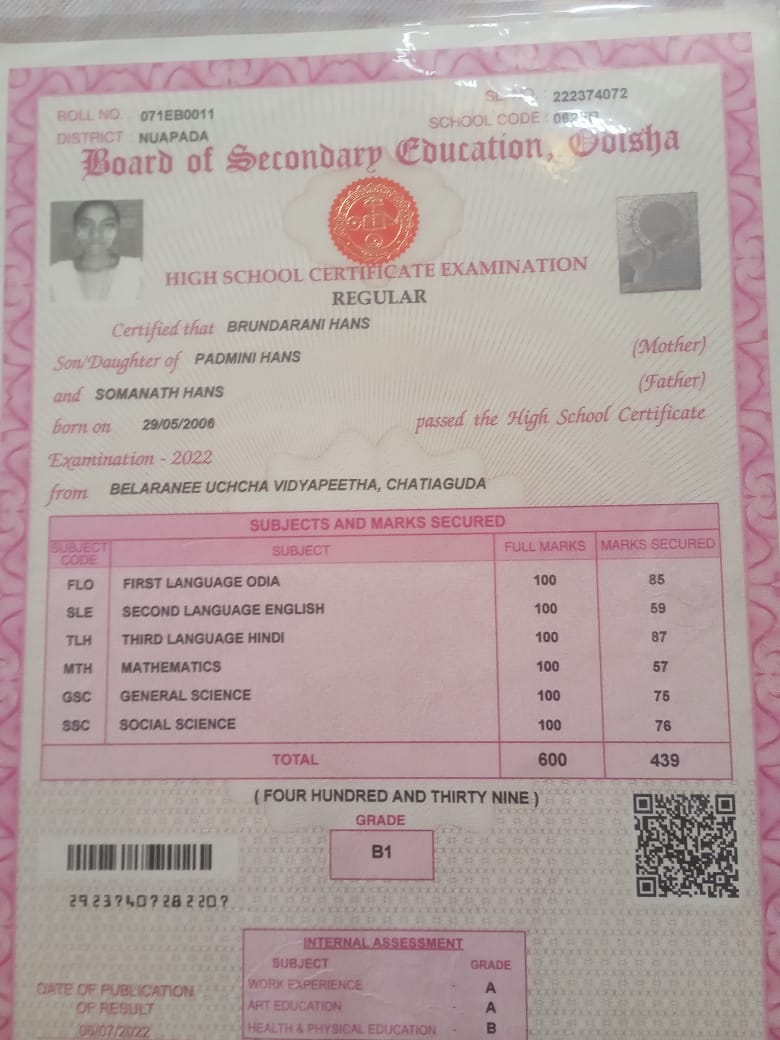 ROLL NO. 071EB0011
SL. NO. 222374072
DISTRICT : NUAPADA
SCHOOL CODE :
Board of Secondary Education, Odisha
HIGH SCHOOL CERTIFICATE EXAMINATION
REGULAR
Certified that BRUNDARANI HANS
Son/Daughter of PADMINI HANS (Mother)
and SOMANATH HANS (Father)
born on 29/05/2006 passed the High School Certificate
Examination - 2022
from BELARANEE UCHCHA VIDYAPEETHA, CHATIAGUDA
SUBJECTS AND MARKS SECURED
SUBJECT CODE SUBJECT FULL MARKS MARKS SECURED
FLO FIRST LANGUAGE ODIA 100 85
SLE SECOND LANGUAGE ENGLISH 100 59
TLH THIRD LANGUAGE HINDI 100 87
MTH MATHEMATICS 100 57
GSC GENERAL SCIENCE 100 75
SSC SOCIAL SCIENCE 100 76
TOTAL 600 439
( FOUR HUNDRED AND THIRTY NINE )
GRADE
B1
29237407282207
INTERNAL ASSESSMENT
SUBJECT GRADE
WORK EXPERIENCE - A
ART EDUCATION - A
HEALTH & PHYSICAL EDUCATION - B
DATE OF PUBLICATION
OF RESULT
06/07/2022